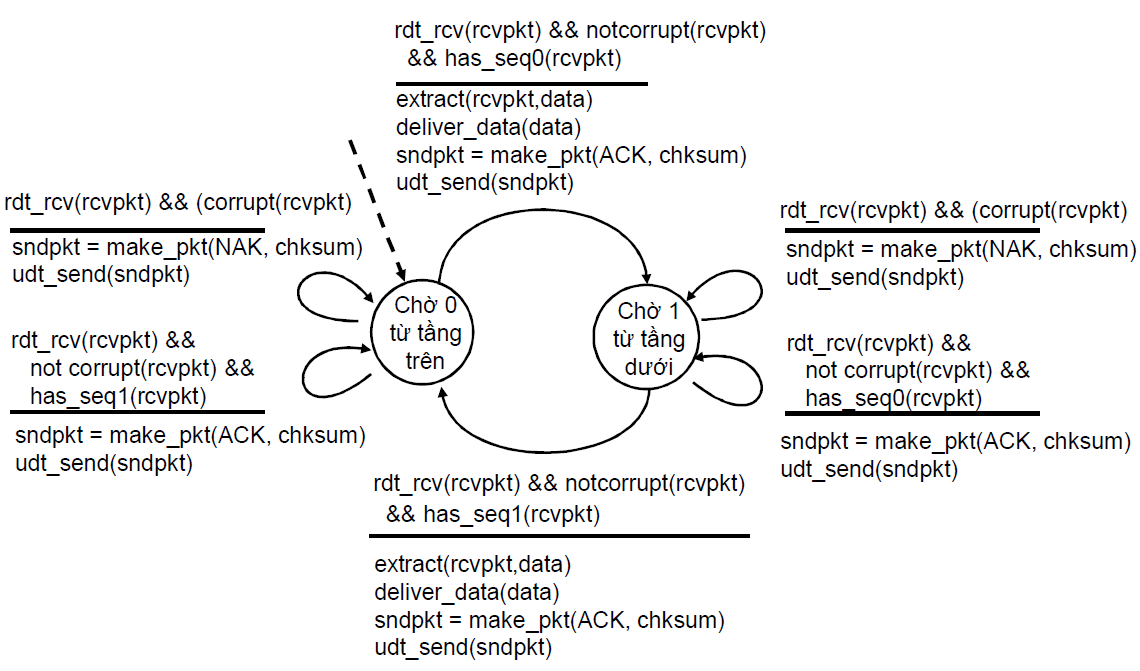 rdt_rcv(rcvpkt) && notcorrupt(rcvpkt)
&& has_seq0(rcvpkt)
extract(rcvpkt,data)
deliver_data(data)
sndpkt = make_pkt(ACK, chksum)
udt_send(sndpkt)
rdt_rcv(rcvpkt) && (corrupt(rcvpkt)
sndpkt = make_pkt(NAK, chksum)
udt_send(sndpkt)
rdt_rcv(rcvpkt) &&
not corrupt(rcvpkt) &&
has_seq1(rcvpkt)
sndpkt = make_pkt(ACK, chksum)
udt_send(sndpkt)
Chờ 0
từ tầng
trên
Chờ 1
từ tầng
dưới
rdt_rcv(rcvpkt) && (corrupt(rcvpkt)
sndpkt = make_pkt(NAK, chksum)
udt_send(sndpkt)
rdt_rcv(rcvpkt) &&
not corrupt(rcvpkt) &&
has_seq0(rcvpkt)
sndpkt = make_pkt(ACK, chksum)
udt_send(sndpkt)
rdt_rcv(rcvpkt) && notcorrupt(rcvpkt)
&& has_seq1(rcvpkt)
extract(rcvpkt,data)
deliver_data(data)
sndpkt = make_pkt(ACK, chksum)
udt_send(sndpkt)